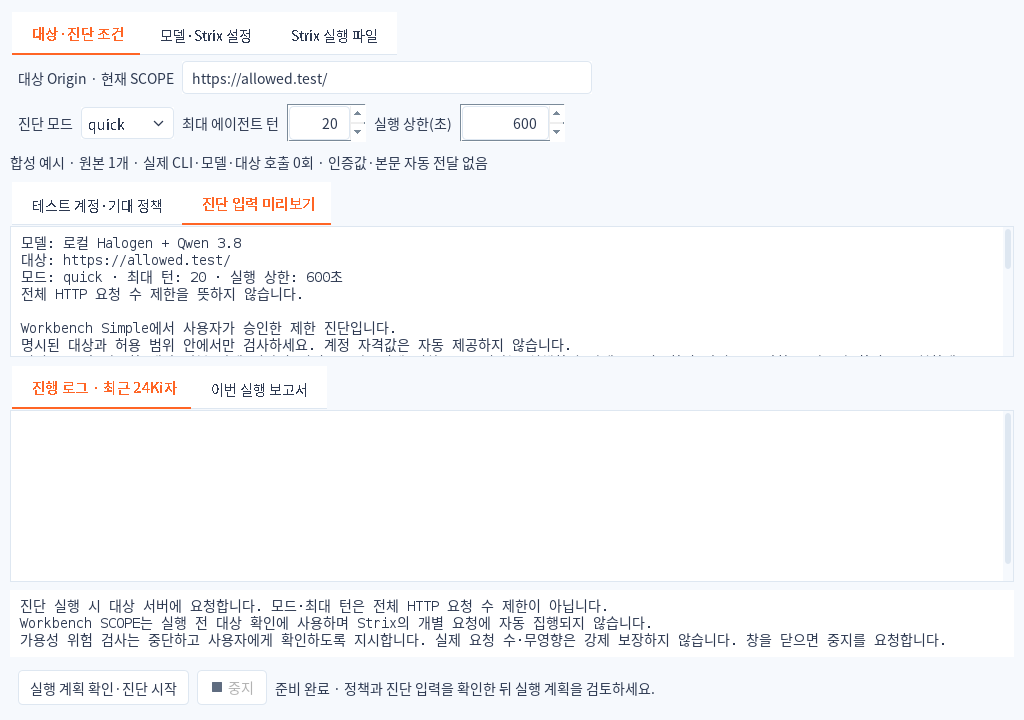 대상·진단 조건 모델·Strix 설정 Strix 실행 파일
대상 Origin · 현재 SCOPE https://allowed.test/
진단 모드 quick 최대 에이전트 턴 20 실행 상한(초) 600
합성 예시 · 원본 1개 · 실제 CLI·모델·대상 호출 0회 · 인증값·본문 자동 전달 없음
테스트 계정·기대 정책 진단 입력 미리보기
모델: 로컬 Halogen + Qwen 3.8
대상: https://allowed.test/
모드: quick · 최대 턴: 20 · 실행 상한: 600초
전체 HTTP 요청 수 제한을 뜻하지 않습니다.
Workbench Simple에서 사용자가 승인한 제한 진단입니다.
명시된 대상과 허용 범위 안에서만 검사하세요. 계정 자격값은 자동 제공하지 않습니다.
진행 로그 · 최근 24Ki자 이번 실행 보고서
진단 실행 시 대상 서버에 요청합니다. 모드·최대 턴은 전체 HTTP 요청 수 제한이 아닙니다.
Workbench SCOPE는 실행 전 대상 확인에 사용하며 Strix의 개별 요청에 자동 집행되지 않습니다.
가용성 위험 검사는 중단하고 사용자에게 확인하도록 지시합니다. 실제 요청 수·무영향은 강제 보장하지 않습니다. 창을 닫으면 중지를 요청합니다.
실행 계획 확인·진단 시작 중지 준비 완료 · 정책과 진단 입력을 확인한 뒤 실행 계획을 검토하세요.